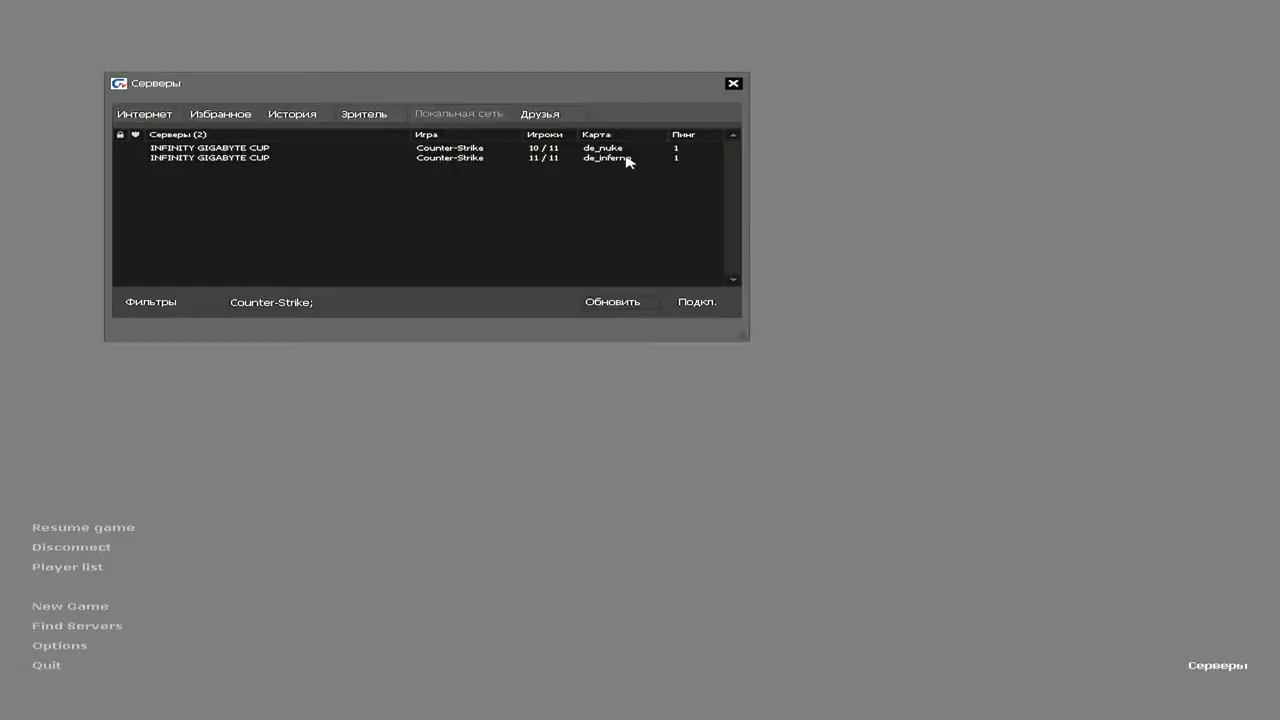 Серверы
Интернет Избранное История Зритель Локальная сеть Друзья
Серверы (2) Игра Игроки Карта Пинг
INFINITY GIGABYTE CUP Counter-Strike 10 / 11 de_nuke 1
INFINITY GIGABYTE CUP Counter-Strike 11 / 11 de_inferno 1
Фильтры Counter-Strike; Обновить Подкл.
Resume game
Disconnect
Player list
New Game
Find Servers
Options
Quit
Серверы